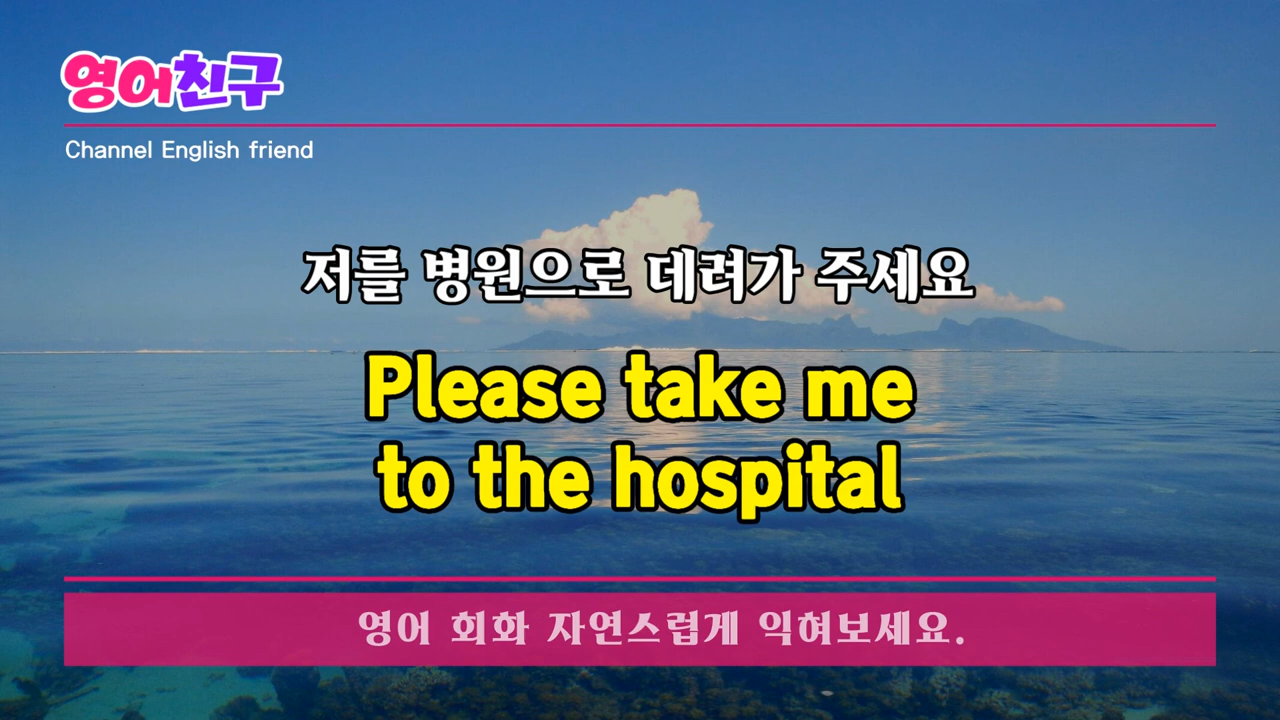 영어친구
Channel English friend
저를 병원으로 데려가 주세요
Please take me
to the hospital
영어 회화 자연스럽게 익혀보세요.